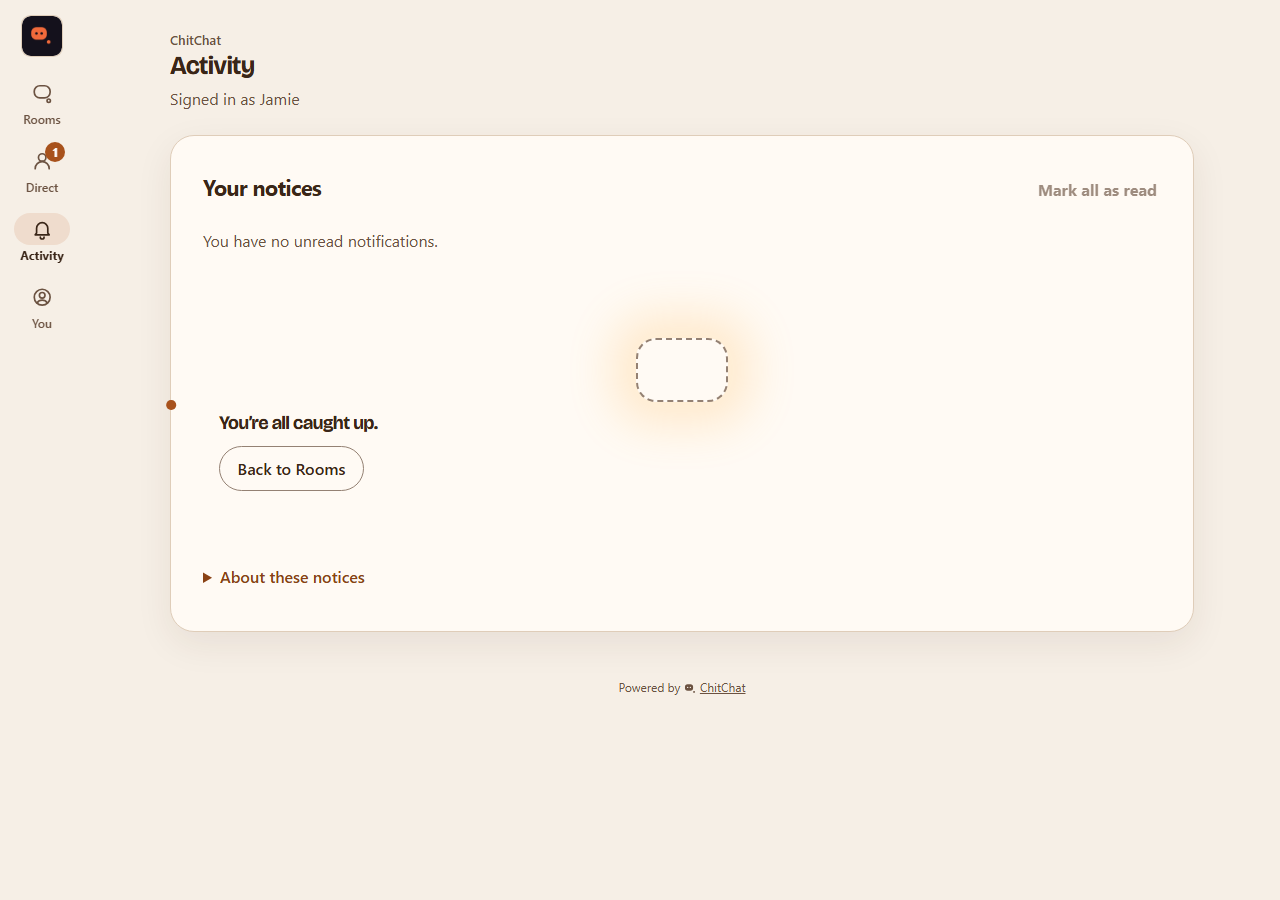 Rooms
1
Direct
Activity
You
ChitChat
Activity
Signed in as Jamie
Your notices
Mark all as read
You have no unread notifications.
You're all caught up.
Back to Rooms
About these notices
Powered by ChitChat